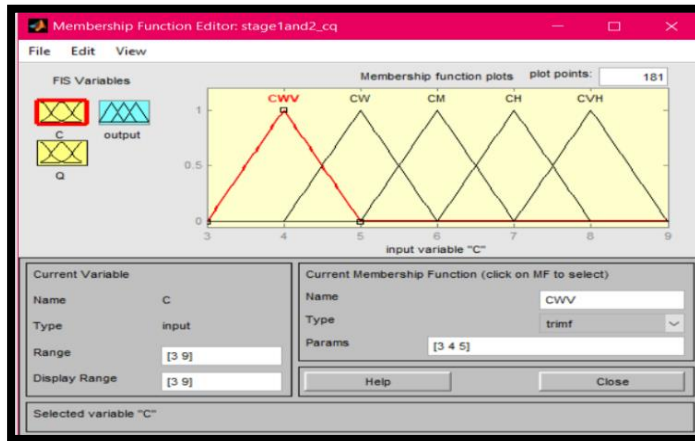 Membership Function Editor: stage1and2_cq
File Edit View
FIS Variables
C output
Q
Membership function plots plot points: 181
CWV CW CM CH CVH
1
0.5
0
3 4 5 6 7 8 9
input variable "C"
Current Variable
Name C
Type input
Range [3 9]
Display Range [3 9]
Current Membership Function (click on MF to select)
Name CWV
Type trimf
Params [3 4 5]
Help Close
Selected variable "C"